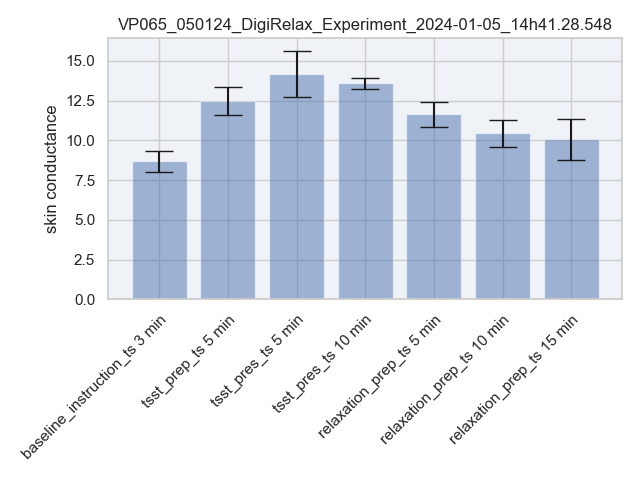 VP065_050124_DigiRelax_Experiment_2024-01-05_14h41.28.548
skin conductance
15.0
12.5
10.0
7.5
5.0
2.5
0.0
baseline_instruction_ts 3 min
tsst_prep_ts 5 min
tsst_pres_ts 5 min
tsst_pres_ts 10 min
relaxation_prep_ts 5 min
relaxation_prep_ts 10 min
relaxation_prep_ts 15 min